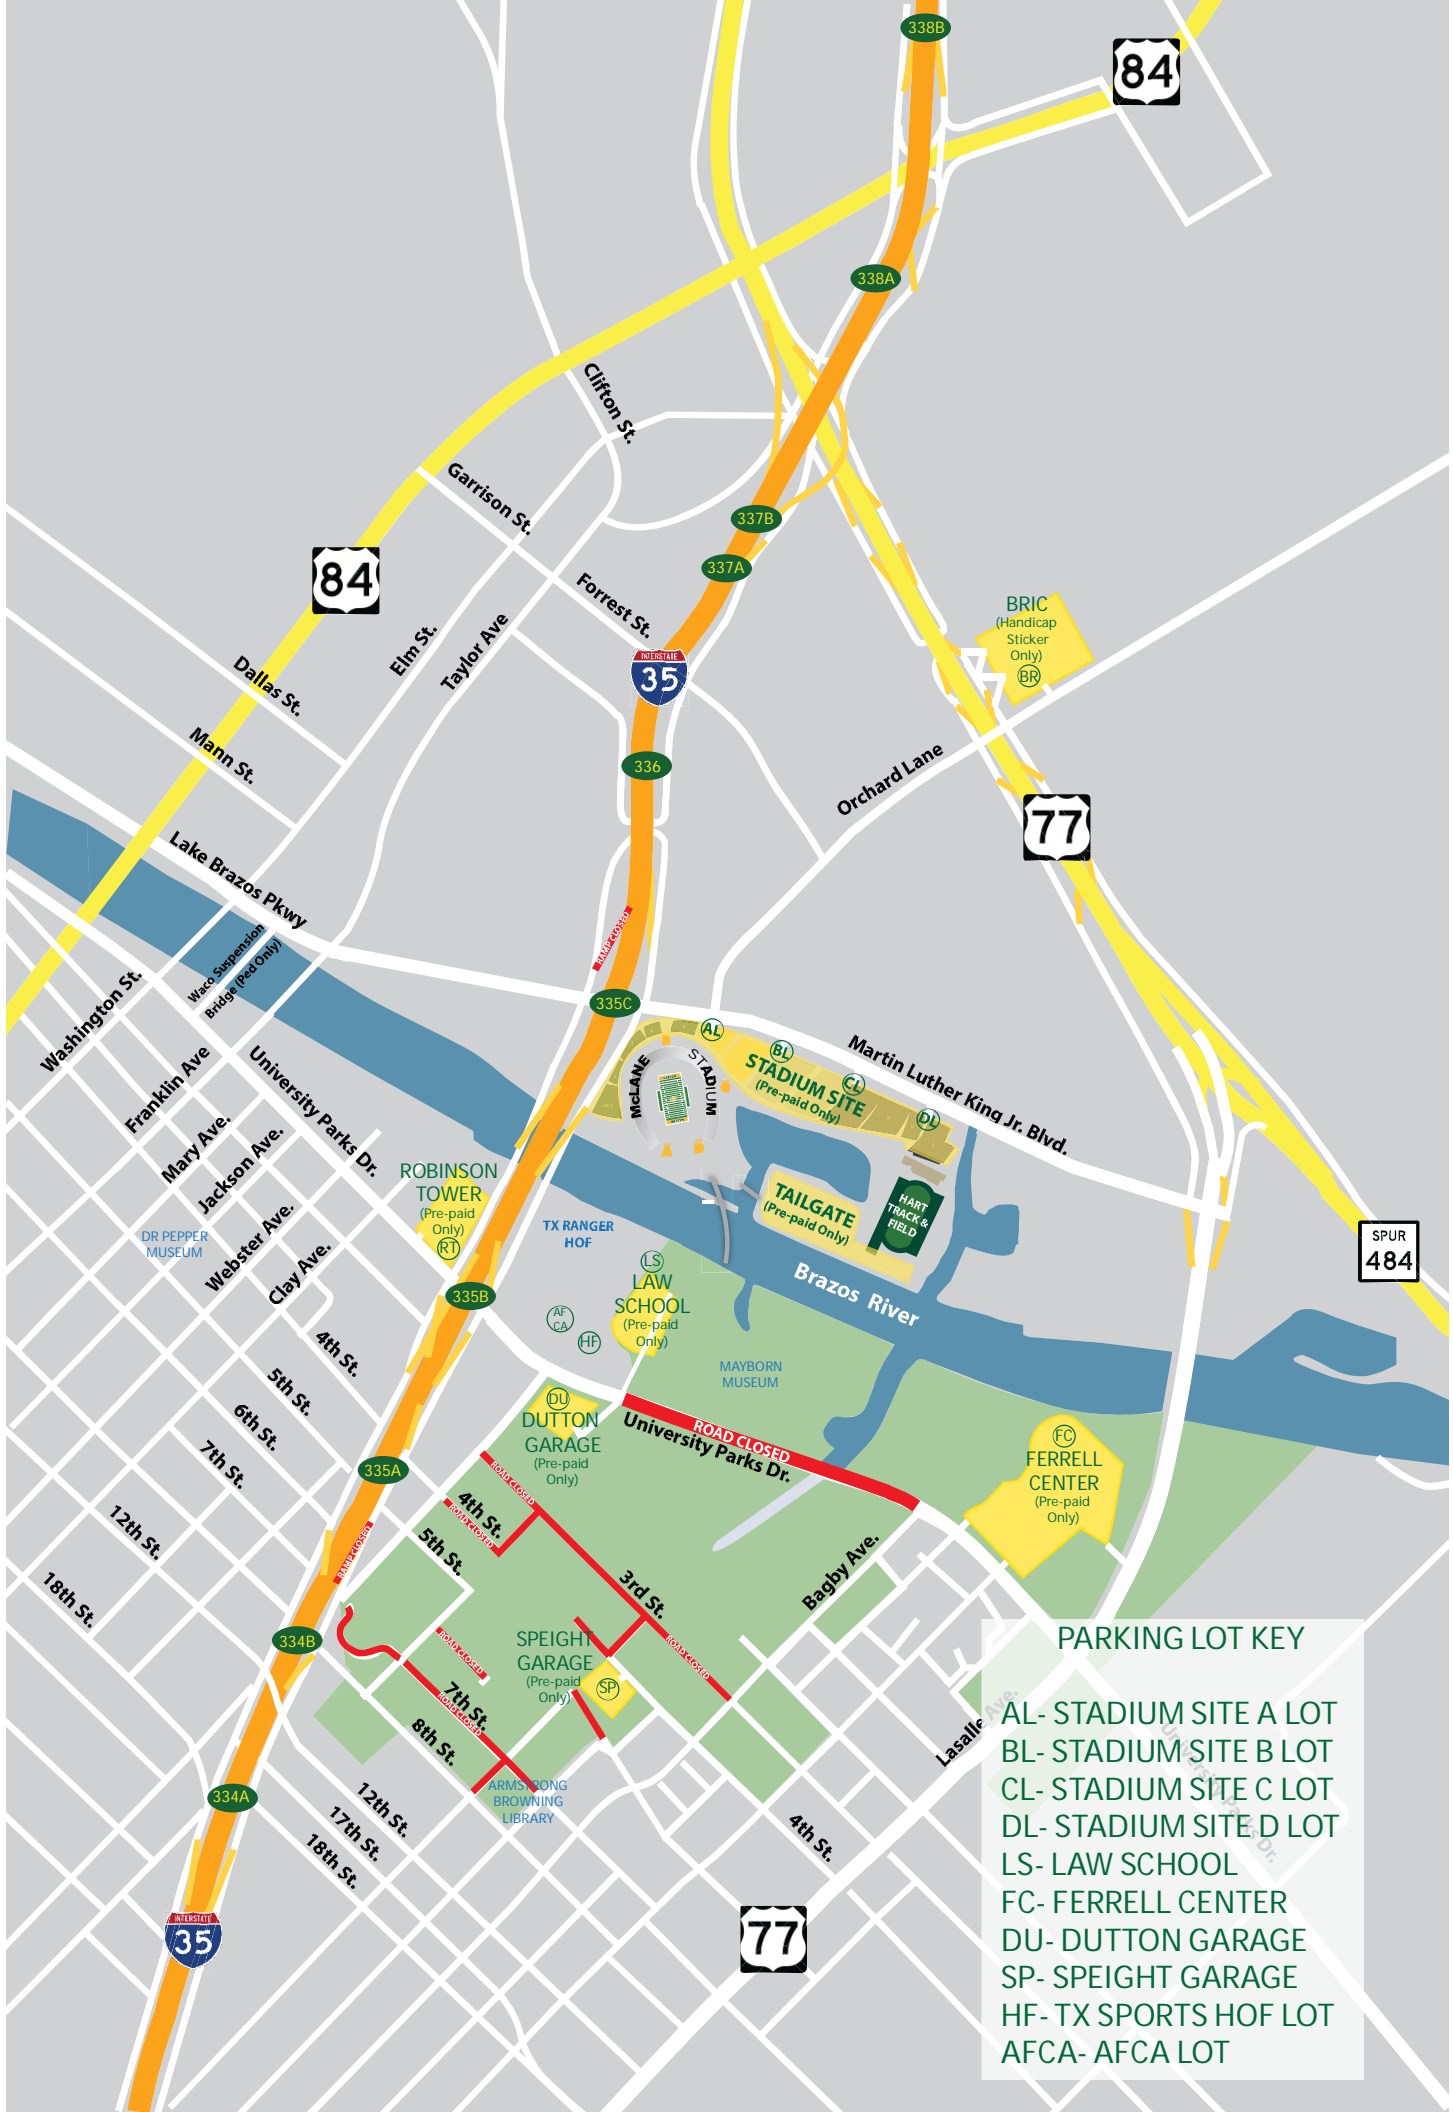 338B
84
338A
Clifton St.
Garrison St.
337B
337A
84
Forrest St.
BRIC
(Handicap
Sticker
Only)
BR
Elm St.
Taylor Ave
INTERSTATE
35
Dallas St.
Mann St.
336
Orchard Lane
77
Lake Brazos Pkwy
RAMP CLOSED
Waco Suspension
Bridge (Ped Only)
Washington St.
335C
AL
BL
CL
DL
STADIUM SITE
(Pre-paid Only)
McLANE
STADIUM
Martin Luther King Jr. Blvd.
Franklin Ave
University Parks Dr.
Mary Ave.
Jackson Ave.
Webster Ave.
Clay Ave.
ROBINSON
TOWER
(Pre-paid
Only)
RT
DR PEPPER
MUSEUM
TX RANGER
HOF
TAILGATE
(Pre-paid Only)
HART
TRACK &
FIELD
SPUR
484
Brazos River
LS
LAW
SCHOOL
(Pre-paid
Only)
335B
AF
CA
HF
MAYBORN
MUSEUM
4th St.
5th St.
6th St.
7th St.
12th St.
18th St.
DU
DUTTON
GARAGE
(Pre-paid
Only)
ROAD CLOSED
University Parks Dr.
FC
FERRELL
CENTER
(Pre-paid
Only)
335A
ROAD CLOSED
4th St.
ROAD CLOSED
5th St.
RAMP CLOSED
3rd St.
Bagby Ave.
334B
ROAD CLOSED
SPEIGHT
GARAGE
(Pre-paid
Only)
SP
ROAD CLOSED
7th St.
ROAD CLOSED
8th St.
ARMSTRONG
BROWNING
LIBRARY
334A
12th St.
17th St.
18th St.
4th St.
Lasalle Ave.
University Parks Dr.
77
INTERSTATE
35
PARKING LOT KEY
AL- STADIUM SITE A LOT
BL- STADIUM SITE B LOT
CL- STADIUM SITE C LOT
DL- STADIUM SITE D LOT
LS- LAW SCHOOL
FC- FERRELL CENTER
DU- DUTTON GARAGE
SP- SPEIGHT GARAGE
HF- TX SPORTS HOF LOT
AFCA- AFCA LOT